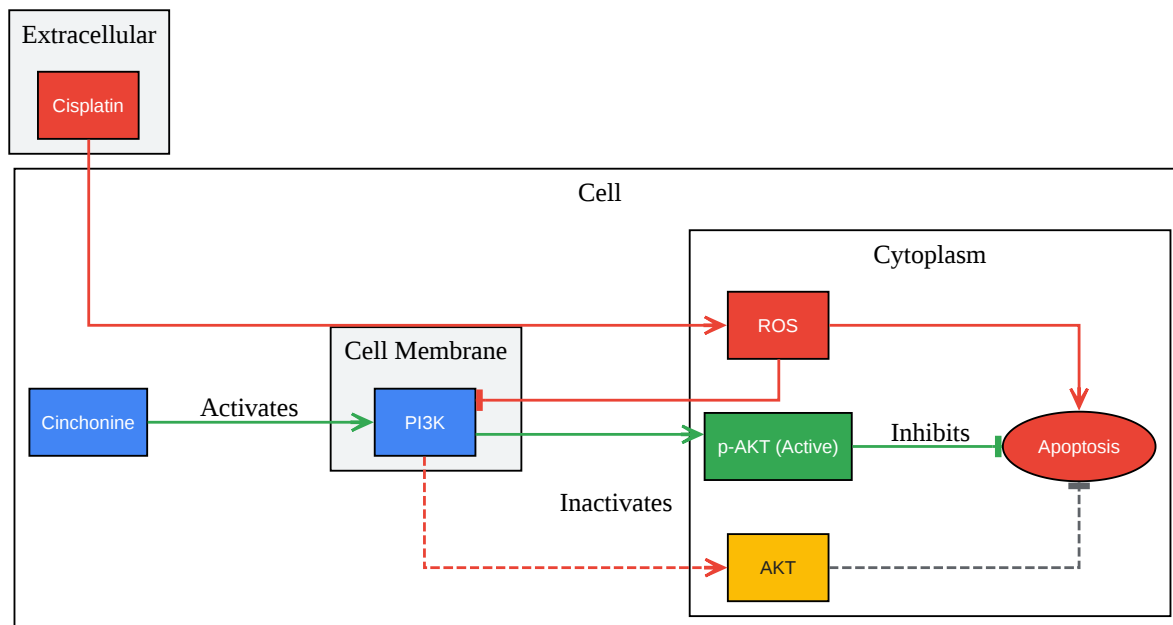 Extracellular
Cisplatin
Cell
Cytoplasm
ROS
Cell Membrane
Cinchonine
Activates
PI3K
p-AKT (Active)
Inhibits
Apoptosis
Inactivates
AKT